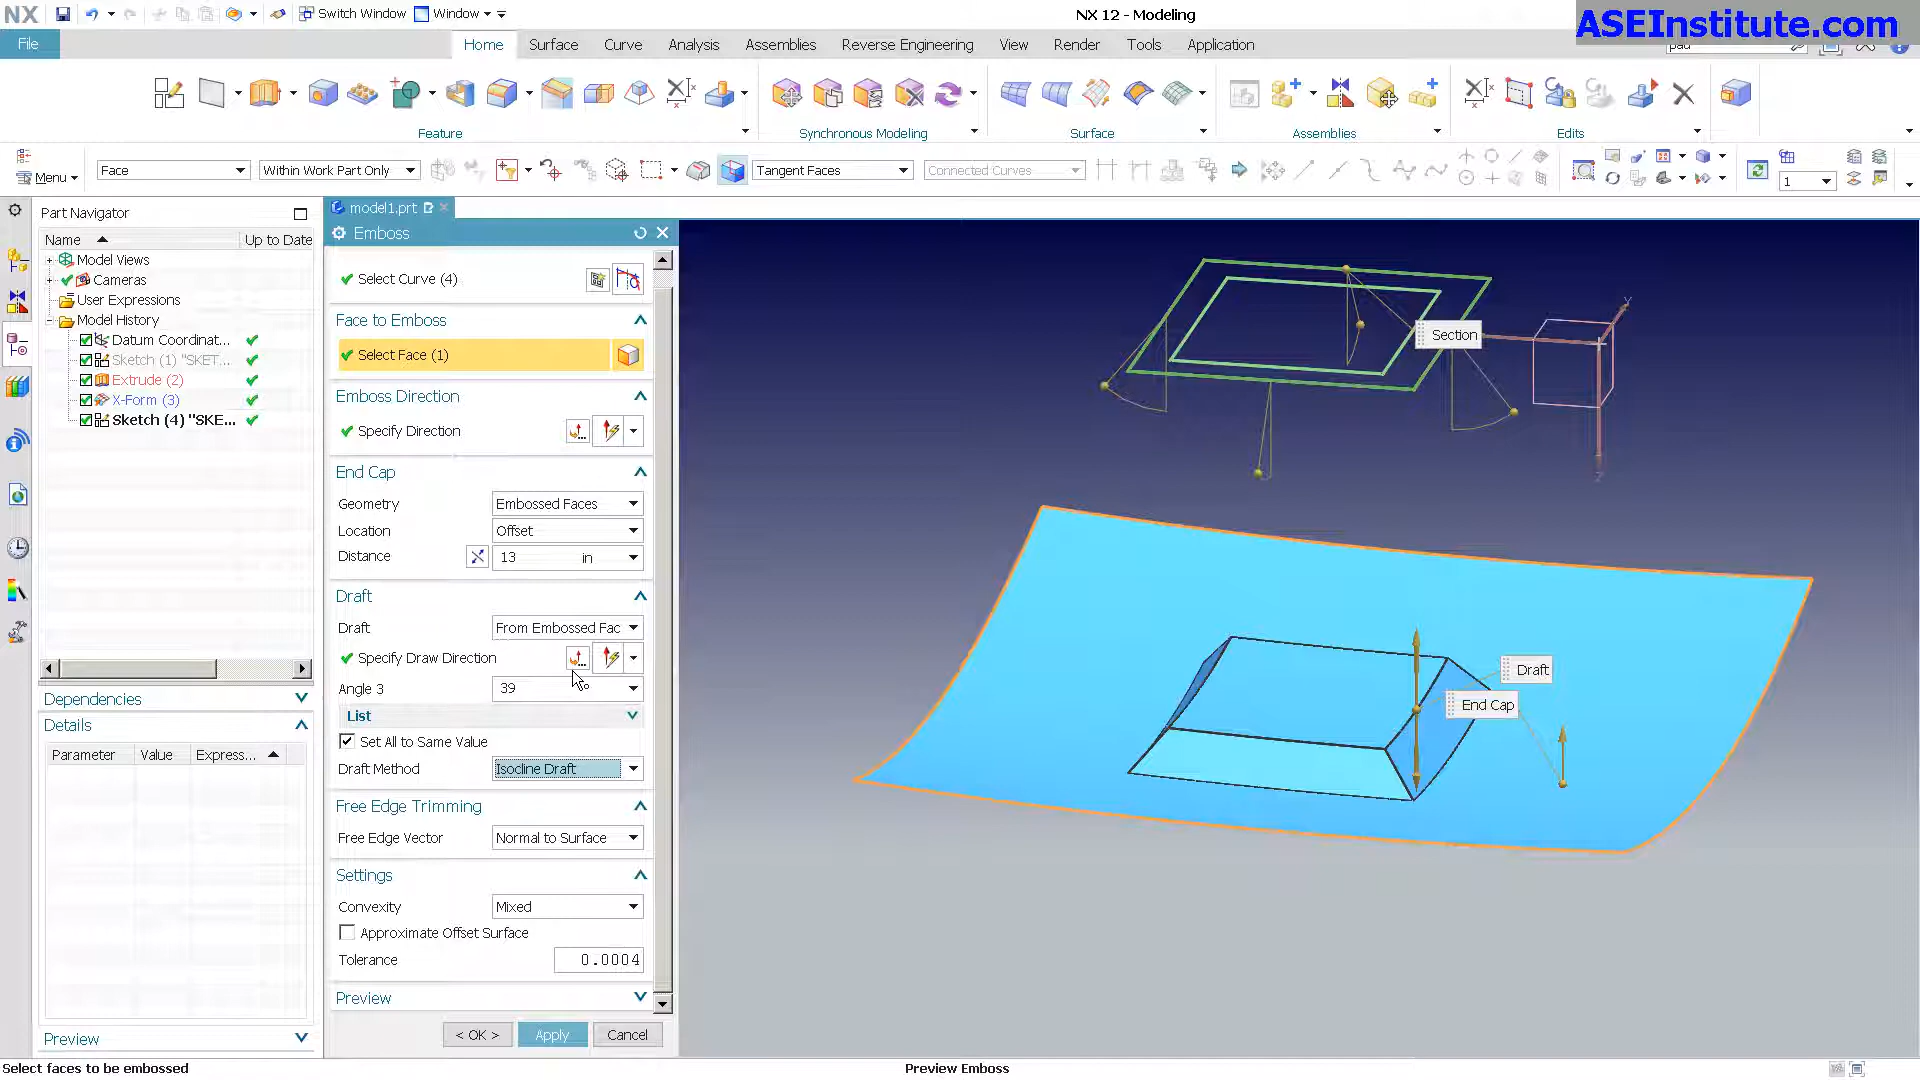 NX
Switch Window
Window
NX 12 - Modeling
ASEInstitute.com
File
Home
Surface
Curve
Analysis
Assemblies
Reverse Engineering
View
Render
Tools
Application
Feature
Synchronous Modeling
Surface
Assemblies
Edits
Menu
Face
Within Work Part Only
Tangent Faces
Connected Curves
1
Part Navigator
Name
Up to Date
Model Views
Cameras
User Expressions
Model History
Datum Coordinat...
Sketch (1) "SKET...
Extrude (2)
X-Form (3)
Sketch (4) "SKE...
Dependencies
Details
Parameter
Value
Express...
Preview
model1.prt
Emboss
Select Curve (4)
Face to Emboss
Select Face (1)
Emboss Direction
Specify Direction
End Cap
Geometry
Embossed Faces
Location
Offset
Distance
13
in
Draft
Draft
From Embossed Fac
Specify Draw Direction
Angle 3
39
List
Set All to Same Value
Draft Method
Isocline Draft
Free Edge Trimming
Free Edge Vector
Normal to Surface
Settings
Convexity
Mixed
Approximate Offset Surface
Tolerance
0.0004
Preview
< OK >
Apply
Cancel
Section
Draft
End Cap
Y
Z
Select faces to be embossed
Preview Emboss